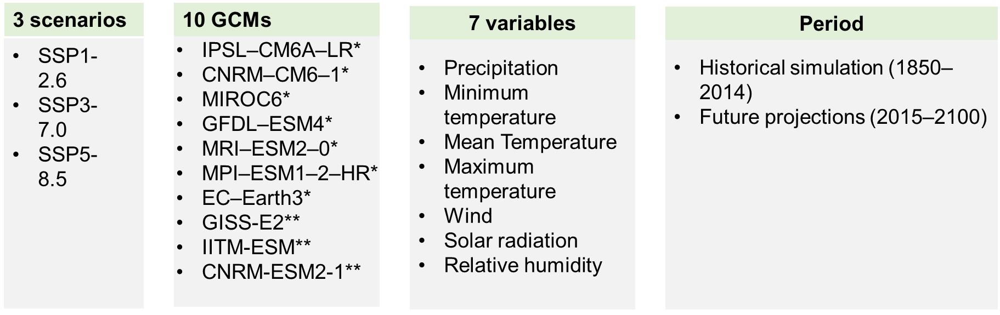 3 scenarios
• SSP1-
2.6
• SSP3-
7.0
• SSP5-
8.5
10 GCMs
• IPSL–CM6A–LR*
• CNRM–CM6–1*
• MIROC6*
• GFDL–ESM4*
• MRI–ESM2–0*
• MPI–ESM1–2–HR*
• EC–Earth3*
• GISS-E2**
• IITM-ESM**
• CNRM-ESM2-1**
7 variables
• Precipitation
• Minimum
temperature
• Mean Temperature
• Maximum
temperature
• Wind
• Solar radiation
• Relative humidity
Period
• Historical simulation (1850–
2014)
• Future projections (2015–2100)